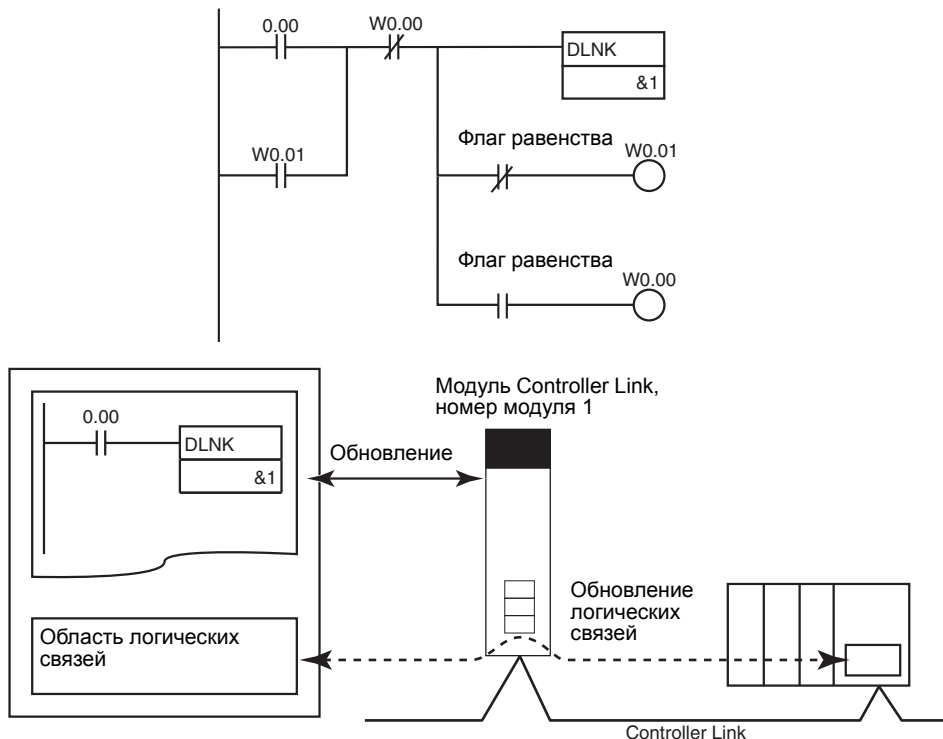 0.00
W0.00
DLNK
&1
W0.01
Флаг равенства
W0.01
Флаг равенства
W0.00
Модуль Controller Link,
номер модуля 1
0.00
DLNK
&1
Обновление
Обновление
логических
связей
Область логических
связей
Controller Link